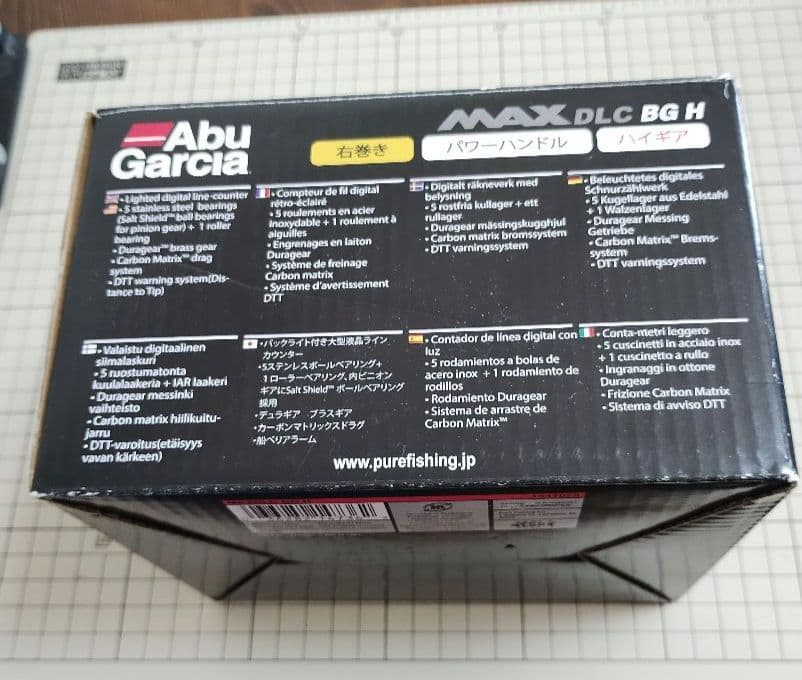 Abu
Garcia
MAX DLC BG H
右巻き
パワーハンドル
ハイギア
• Lighted digital line-counter
• 5 stainless steel bearings
(Salt Shield™ ball bearings
for pinion gear) + 1 roller
bearing
• Duragear™ brass gear
• Carbon Matrix™ drag
system
• DTT warning system(Dis-
tance to Tip)
• Compteur de fil digital
rétro-éclairé
• 5 roulements en acier
inoxydable + 1 roulement à
aiguilles
• Engrenages en laiton
Duragear
• Système de freinage
Carbon matrix
• Système d'avertissement
DTT
• Digitalt räkneverk med
belysning
• 5 rostfria kullager + ett
rullager
• Duragear mässingskugghjul
• Carbon matrix bromssystem
• DTT varningssystem
• Beleuchtetes digitales
Schnurzählwerk
• 5 Kugellager aus Edelstahl
+ 1 Walzenlager
• Duragear Messing
Getriebe
• Carbon Matrix™ Brems-
system
• DTT varningssystem
• Valaistu digitaalinen
siimalaskuri
• 5 ruostumatonta
kuulalaakeria + IAR laakeri
• Duragear messinki
vaihteisto
• Carbon matrix hiilikuitu-
jarru
• DTT-varoitus(etäisyys
vavan kärkeen)
・バックライト付き大型液晶ライン
カウンター
・5ステンレスボールベアリング+
1ローラーベアリング、内ピニオン
ギアにSalt Shield™ ボールベアリング
採用
・デュラギア ブラスギア
・カーボンマトリックスドラグ
・船べリアラーム
• Contador de línea digital con
luz
• 5 rodamientos a bolas de
acero inox + 1 rodamiento de
rodillos
• Rodamiento Duragear
• Sistema de arrastre de
Carbon Matrix™
• Conta-metri leggero
• 5 cuscinetti in acciaio inox
+ 1 cuscinetto a rullo
• Ingranaggi in ottone
Duragear
• Frizione Carbon Matrix
• Sistema di avviso DTT
www.purefishing.jp